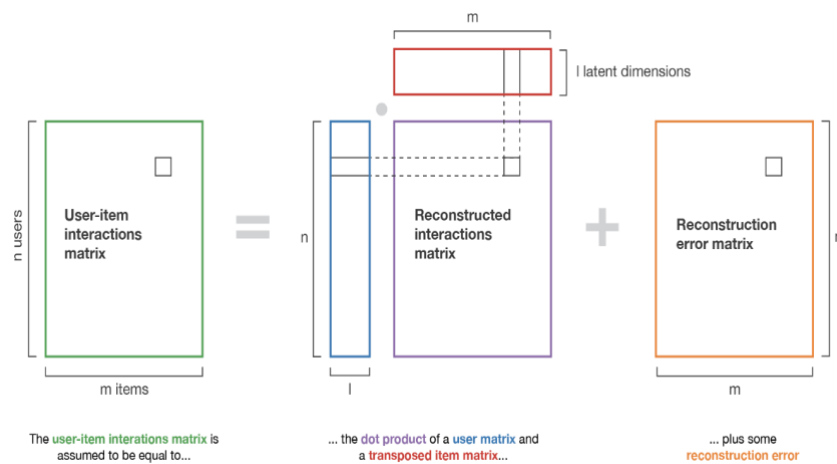 m
l latent dimensions
n users
User-item
interactions
matrix
=
n
Reconstructed
interactions
matrix
+
Reconstruction
error matrix
m items
l
m
The user-item interations matrix is
assumed to be equal to...
... the dot product of a user matrix and
a transposed item matrix...
... plus some
reconstruction error